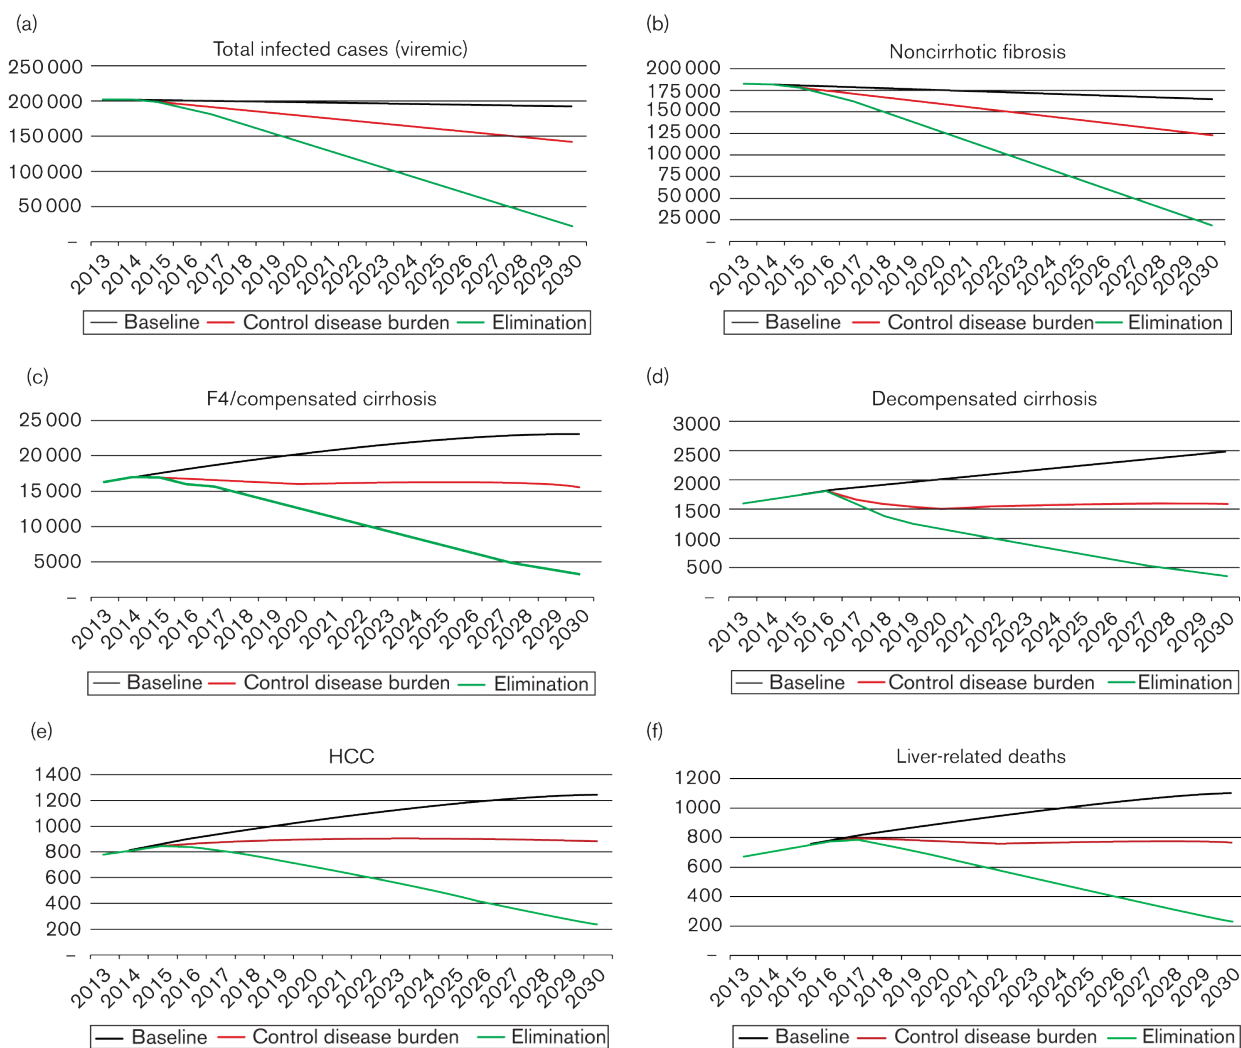 (a)
Total infected cases (viremic)
250 000
200 000
150 000
100 000
50 000
–
2013 2014 2015 2016 2017 2018 2019 2020 2021 2022 2023 2024 2025 2026 2027 2028 2029 2030
Baseline Control disease burden Elimination
(b)
Noncirrhotic fibrosis
200 000
175 000
150 000
125 000
100 000
75 000
50 000
25 000
–
2013 2014 2015 2016 2017 2018 2019 2020 2021 2022 2023 2024 2025 2026 2027 2028 2029 2030
Baseline Control disease burden Elimination
(c)
F4/compensated cirrhosis
25 000
20 000
15 000
10 000
5000
–
2013 2014 2015 2016 2017 2018 2019 2020 2021 2022 2023 2024 2025 2026 2027 2028 2029 2030
Baseline Control disease burden Elimination
(d)
Decompensated cirrhosis
3000
2500
2000
1500
1000
500
–
2013 2014 2015 2016 2017 2018 2019 2020 2021 2022 2023 2024 2025 2026 2027 2028 2029 2030
Baseline Control disease burden Elimination
(e)
HCC
1400
1200
1000
800
600
400
200
–
2013 2014 2015 2016 2017 2018 2019 2020 2021 2022 2023 2024 2025 2026 2027 2028 2029 2030
Baseline Control disease burden Elimination
(f)
Liver-related deaths
1200
1000
800
600
400
200
–
2013 2014 2015 2016 2017 2018 2019 2020 2021 2022 2023 2024 2025 2026 2027 2028 2029 2030
Baseline Control disease burden Elimination